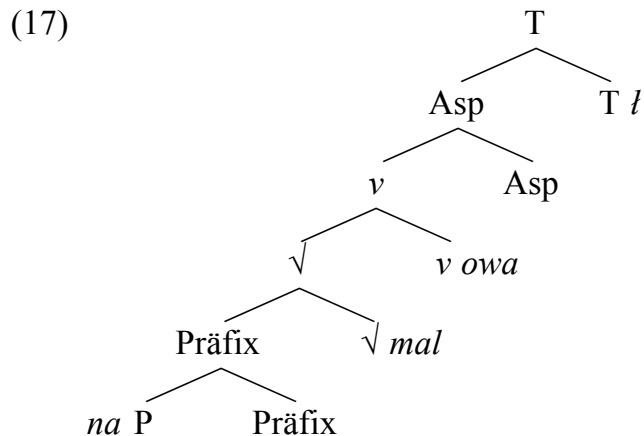 (17)
T
Asp T ł
v Asp
√ v owa
Präfix √ mal
na P Präfix